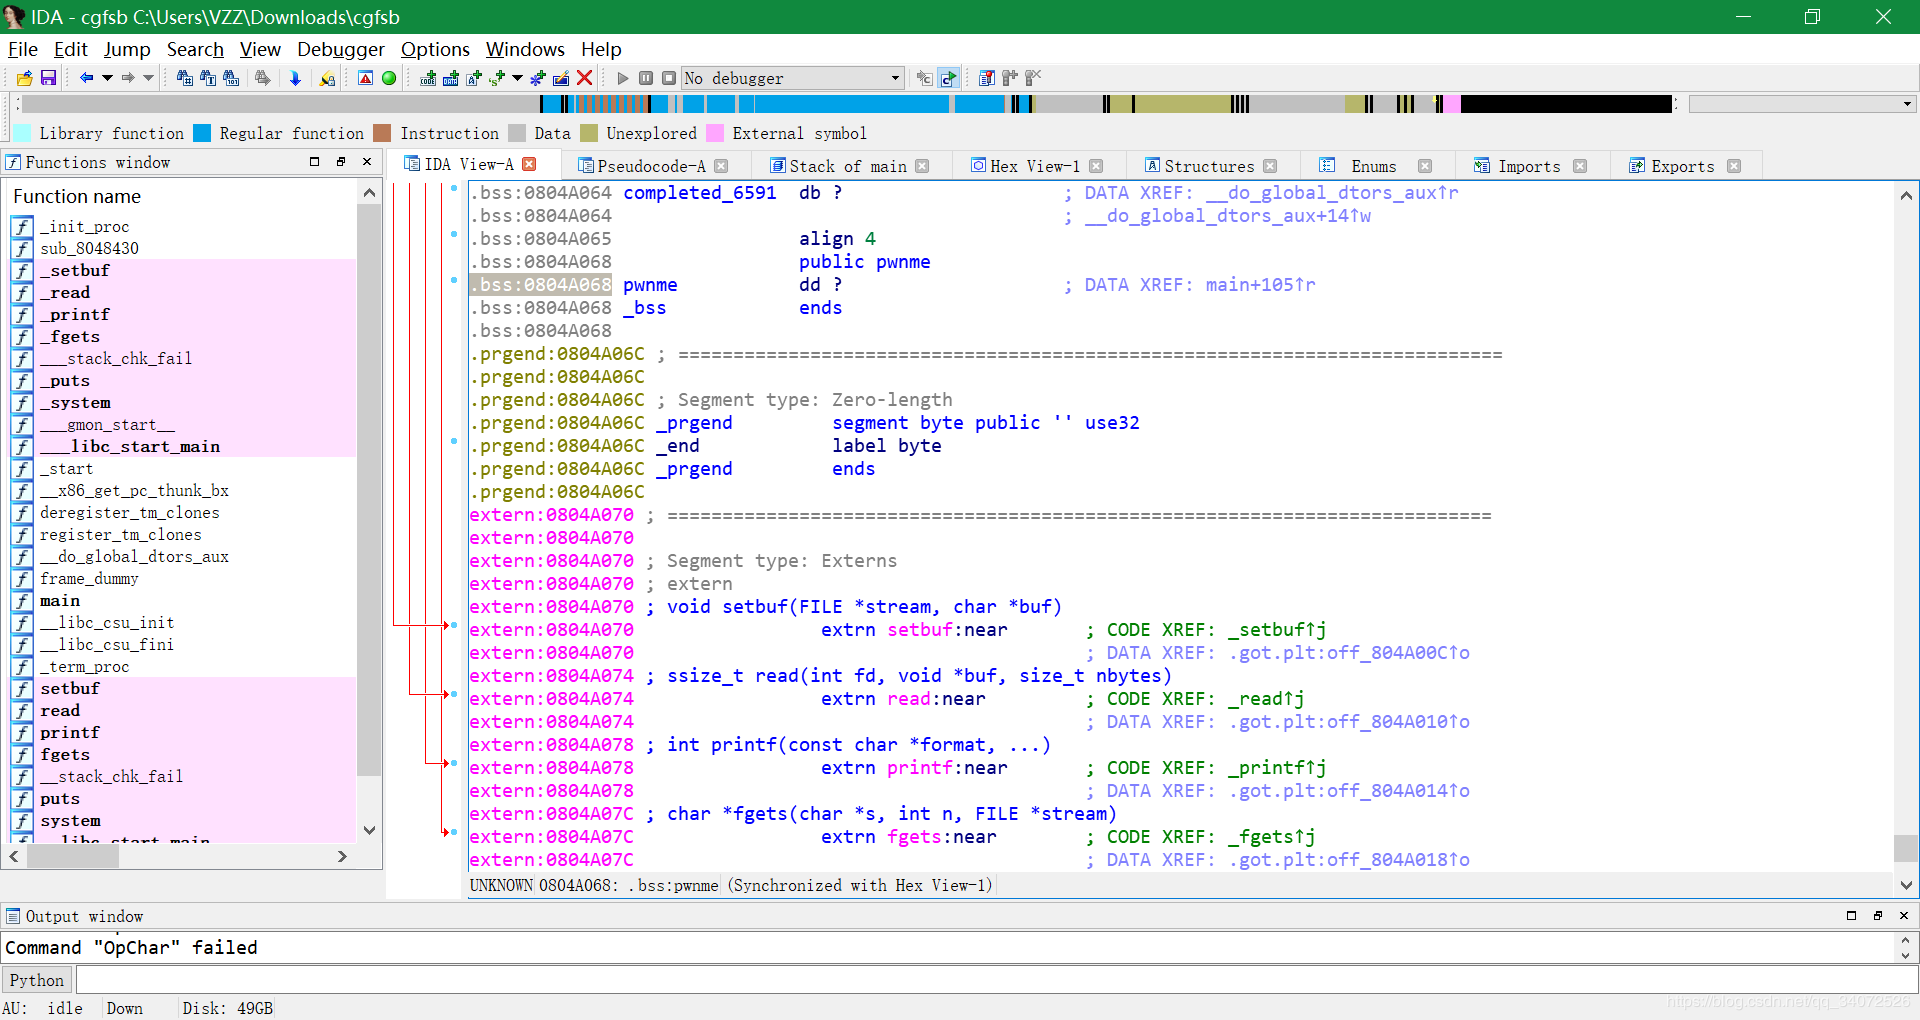 IDA - cgfsb C:\Users\VZZ\Downloads\cgfsb
File Edit Jump Search View Debugger Options Windows Help
No debugger
Library function Regular function Instruction Data Unexplored External symbol
Functions window
Function name
_init_proc
sub_8048430
_setbuf
_read
_printf
_fgets
___stack_chk_fail
_puts
_system
___gmon_start__
___libc_start_main
_start
__x86_get_pc_thunk_bx
deregister_tm_clones
register_tm_clones
__do_global_dtors_aux
frame_dummy
main
__libc_csu_init
__libc_csu_fini
_term_proc
setbuf
read
printf
fgets
__stack_chk_fail
puts
system
__libc_start_main
IDA View-A Pseudocode-A Stack of main Hex View-1 Structures Enums Imports Exports
.bss:0804A064 completed_6591 db ? ; DATA XREF: __do_global_dtors_aux↑r
.bss:0804A064 ; __do_global_dtors_aux+14↑w
.bss:0804A065 align 4
.bss:0804A068 public pwnme
.bss:0804A068 pwnme dd ? ; DATA XREF: main+105↑r
.bss:0804A068 _bss ends
.bss:0804A068
.prgend:0804A06C ; ===========================================================================
.prgend:0804A06C
.prgend:0804A06C ; Segment type: Zero-length
.prgend:0804A06C _prgend segment byte public '' use32
.prgend:0804A06C _end label byte
.prgend:0804A06C _prgend ends
.prgend:0804A06C
extern:0804A070 ; ===========================================================================
extern:0804A070
extern:0804A070 ; Segment type: Externs
extern:0804A070 ; extern
extern:0804A070 ; void setbuf(FILE *stream, char *buf)
extern:0804A070 extrn setbuf:near ; CODE XREF: _setbuf↑j
extern:0804A070 ; DATA XREF: .got.plt:off_804A00C↑o
extern:0804A074 ; ssize_t read(int fd, void *buf, size_t nbytes)
extern:0804A074 extrn read:near ; CODE XREF: _read↑j
extern:0804A074 ; DATA XREF: .got.plt:off_804A010↑o
extern:0804A078 ; int printf(const char *format, ...)
extern:0804A078 extrn printf:near ; CODE XREF: _printf↑j
extern:0804A078 ; DATA XREF: .got.plt:off_804A014↑o
extern:0804A07C ; char *fgets(char *s, int n, FILE *stream)
extern:0804A07C extrn fgets:near ; CODE XREF: _fgets↑j
extern:0804A07C ; DATA XREF: .got.plt:off_804A018↑o
UNKNOWN 0804A068: .bss:pwnme (Synchronized with Hex View-1)
Output window
Command "OpChar" failed
Python
AU: idle Down Disk: 49GB
https://blog.csdn.net/qq_34072526